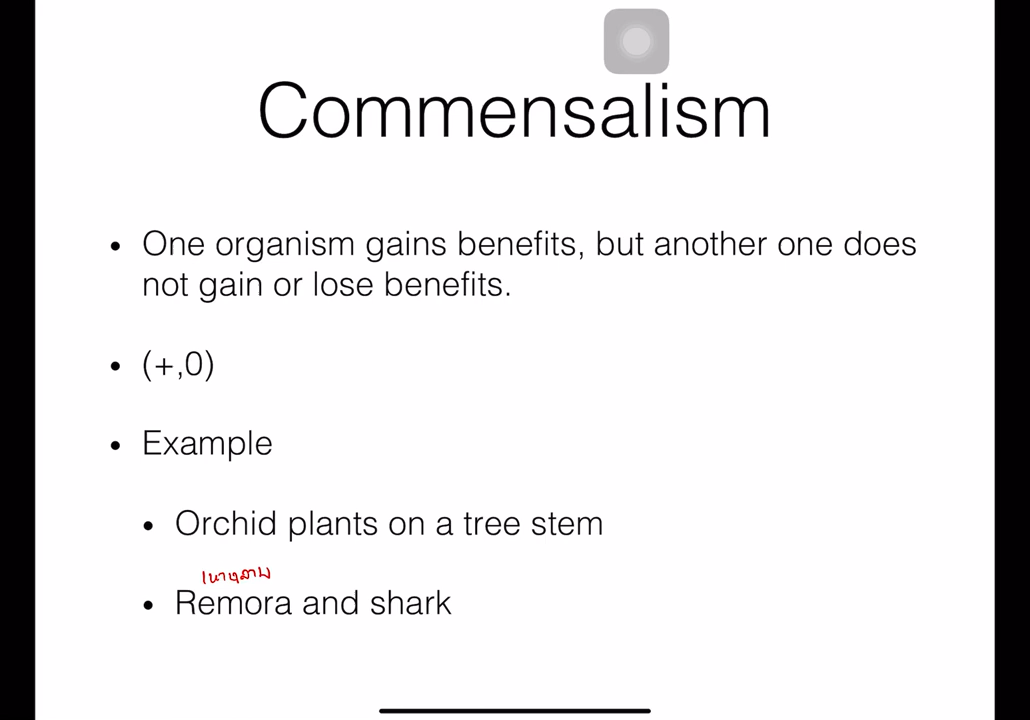 Commensalism
• One organism gains benefits, but another one does
not gain or lose benefits.
• (+,0)
• Example
• Orchid plants on a tree stem
เหาฉลาม
• Remora and shark